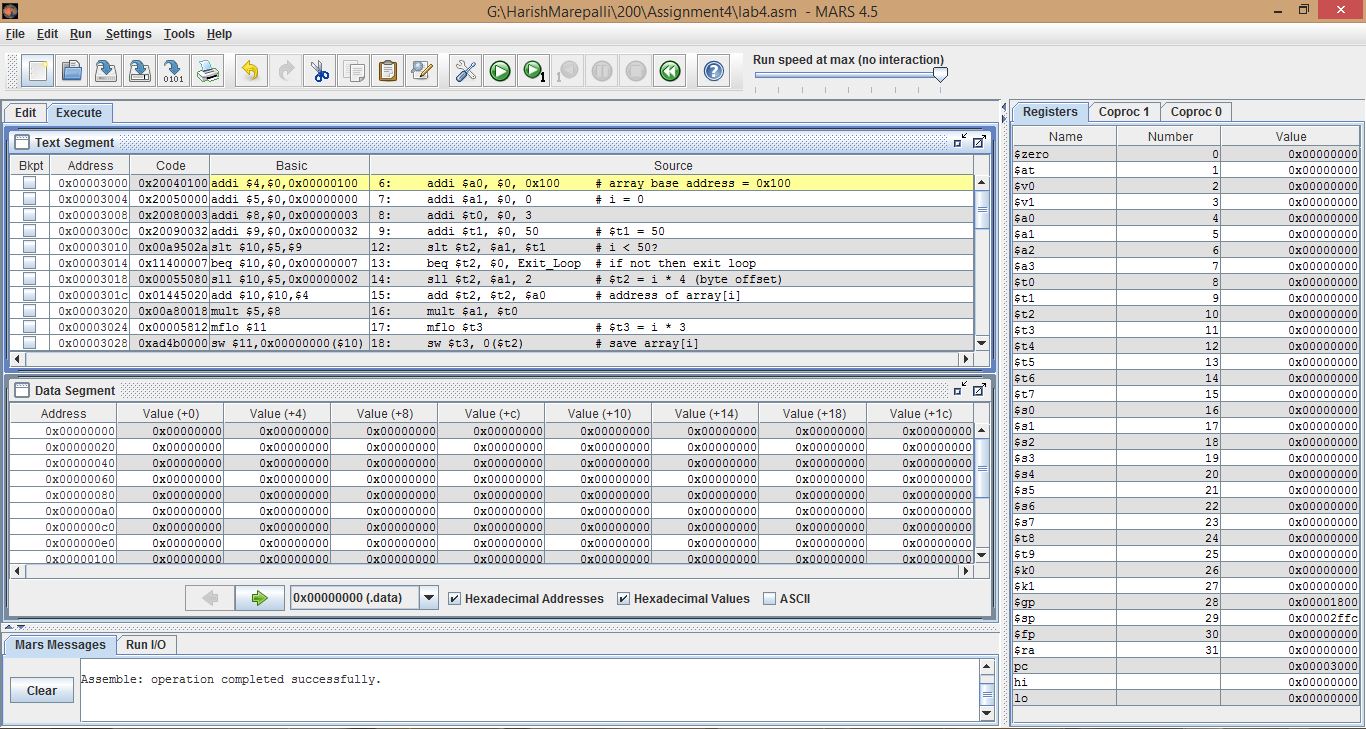 G:\HarishMarepalli\200\Assignment4\lab4.asm - MARS 4.5
File Edit Run Settings Tools Help
Run speed at max (no interaction)
Edit Execute
Text Segment
Bkpt Address Code Basic Source
0x00003000 0x20040100 addi $4,$0,0x00000100 6: addi $a0, $0, 0x100 # array base address = 0x100
0x00003004 0x20050000 addi $5,$0,0x00000000 7: addi $a1, $0, 0 # i = 0
0x00003008 0x20080003 addi $8,$0,0x00000003 8: addi $t0, $0, 3
0x0000300c 0x20090032 addi $9,$0,0x00000032 9: addi $t1, $0, 50 # $t1 = 50
0x00003010 0x00a9502a slt $10,$5,$9 12: slt $t2, $a1, $t1 # i < 50?
0x00003014 0x11400007 beq $10,$0,0x00000007 13: beq $t2, $0, Exit_Loop # if not then exit loop
0x00003018 0x00055080 sll $10,$5,0x00000002 14: sll $t2, $a1, 2 # $t2 = i * 4 (byte offset)
0x0000301c 0x01445020 add $10,$10,$4 15: add $t2, $t2, $a0 # address of array[i]
0x00003020 0x00a80018 mult $5,$8 16: mult $a1, $t0
0x00003024 0x00005812 mflo $11 17: mflo $t3 # $t3 = i * 3
0x00003028 0xad4b0000 sw $11,0x00000000($10) 18: sw $t3, 0($t2) # save array[i]
Data Segment
Address Value (+0) Value (+4) Value (+8) Value (+c) Value (+10) Value (+14) Value (+18) Value (+1c)
0x00000000 0x00000000 0x00000000 0x00000000 0x00000000 0x00000000 0x00000000 0x00000000 0x00000000
0x00000020 0x00000000 0x00000000 0x00000000 0x00000000 0x00000000 0x00000000 0x00000000 0x00000000
0x00000040 0x00000000 0x00000000 0x00000000 0x00000000 0x00000000 0x00000000 0x00000000 0x00000000
0x00000060 0x00000000 0x00000000 0x00000000 0x00000000 0x00000000 0x00000000 0x00000000 0x00000000
0x00000080 0x00000000 0x00000000 0x00000000 0x00000000 0x00000000 0x00000000 0x00000000 0x00000000
0x000000a0 0x00000000 0x00000000 0x00000000 0x00000000 0x00000000 0x00000000 0x00000000 0x00000000
0x000000c0 0x00000000 0x00000000 0x00000000 0x00000000 0x00000000 0x00000000 0x00000000 0x00000000
0x000000e0 0x00000000 0x00000000 0x00000000 0x00000000 0x00000000 0x00000000 0x00000000 0x00000000
0x00000100 0x00000000 0x00000000 0x00000000 0x00000000 0x00000000 0x00000000 0x00000000 0x00000000
0x00000000 (.data) Hexadecimal Addresses Hexadecimal Values ASCII
Mars Messages Run I/O
Assemble: operation completed successfully.
Clear
Registers Coproc 1 Coproc 0
Name Number Value
$zero 0 0x00000000
$at 1 0x00000000
$v0 2 0x00000000
$v1 3 0x00000000
$a0 4 0x00000000
$a1 5 0x00000000
$a2 6 0x00000000
$a3 7 0x00000000
$t0 8 0x00000000
$t1 9 0x00000000
$t2 10 0x00000000
$t3 11 0x00000000
$t4 12 0x00000000
$t5 13 0x00000000
$t6 14 0x00000000
$t7 15 0x00000000
$s0 16 0x00000000
$s1 17 0x00000000
$s2 18 0x00000000
$s3 19 0x00000000
$s4 20 0x00000000
$s5 21 0x00000000
$s6 22 0x00000000
$s7 23 0x00000000
$t8 24 0x00000000
$t9 25 0x00000000
$k0 26 0x00000000
$k1 27 0x00000000
$gp 28 0x00001800
$sp 29 0x00002ffc
$fp 30 0x00000000
$ra 31 0x00000000
pc 0x00003000
hi 0x00000000
lo 0x00000000